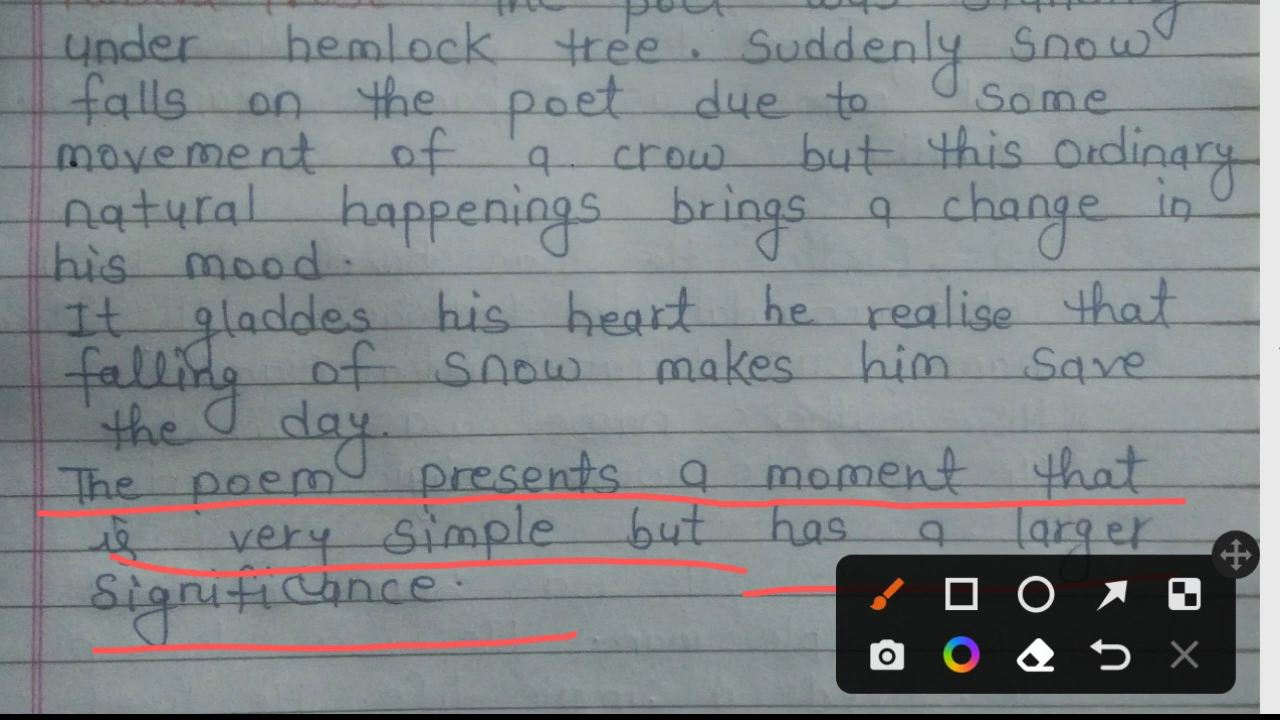 under hemlock tree. Suddenly snow
falls on the poet due to some
movement of a crow but this ordinary
natural happenings brings a change in
his mood.
It gladdes his heart he realise that
falling of snow makes him save
the day.
The poem presents a moment that
is very simple but has a larger
significance.